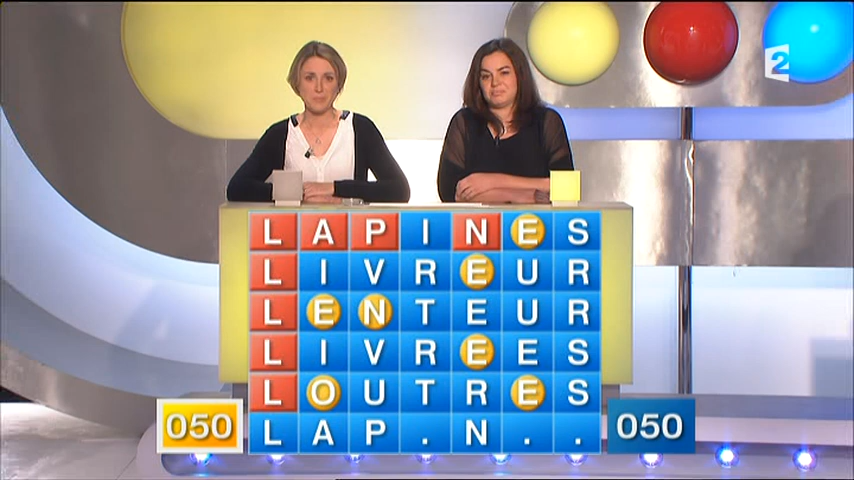 2
LAPINES
LIVREUR
LENTEUR
LIVREES
LOUTRES
050 LAP.N.. 050